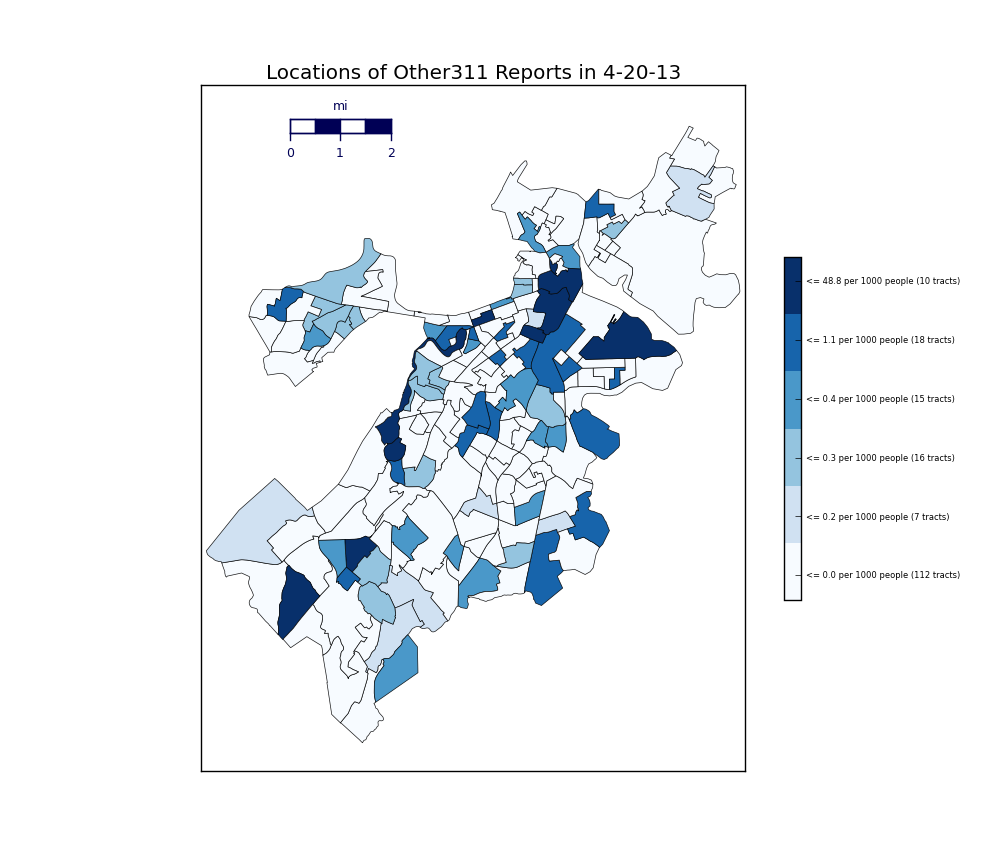 Locations of Other311 Reports in 4-20-13
mi
0 1 2
<= 48.8 per 1000 people (10 tracts)
<= 1.1 per 1000 people (18 tracts)
<= 0.4 per 1000 people (15 tracts)
<= 0.3 per 1000 people (16 tracts)
<= 0.2 per 1000 people (7 tracts)
<= 0.0 per 1000 people (112 tracts)